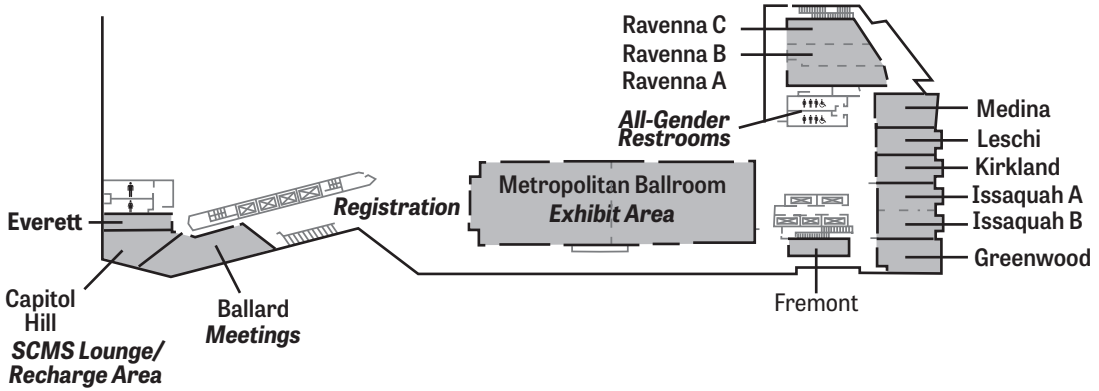 Ravenna C
Ravenna B
Ravenna A
All-Gender
Restrooms
Medina
Leschi
Kirkland
Issaquah A
Issaquah B
Greenwood
Metropolitan Ballroom
Exhibit Area
Registration
Everett
Capitol
Hill
SCMS Lounge/
Recharge Area
Ballard
Meetings
Fremont